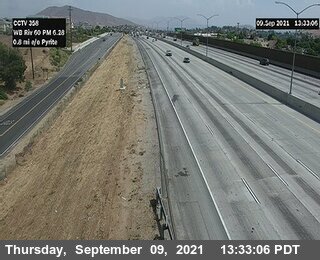 CCTV 358
WB Riv 60 PM 6.28
0.8 mi e/o Pyrite
09.Sep 2021
13:33:06
Thursday, September 09, 2021 13:33:06 PDT